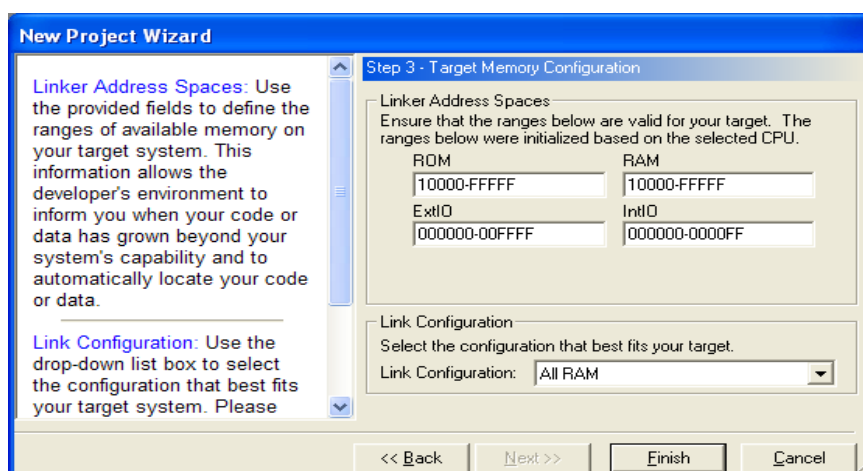 New Project Wizard
Linker Address Spaces: Use
the provided fields to define the
ranges of available memory on
your target system. This
information allows the
developer's environment to
inform you when your code or
data has grown beyond your
system's capability and to
automatically locate your code
or data.
Link Configuration: Use the
drop-down list box to select
the configuration that best fits
your target system. Please
Step 3 - Target Memory Configuration
Linker Address Spaces
Ensure that the ranges below are valid for your target. The
ranges below were initialized based on the selected CPU.
ROM RAM
10000-FFFFF 10000-FFFFF
ExtIO IntIO
000000-00FFFF 000000-0000FF
Link Configuration
Select the configuration that best fits your target.
Link Configuration: All RAM
<< Back Next >> Finish Cancel